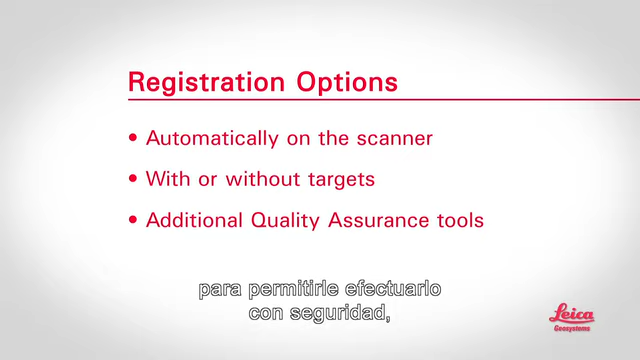 Registration Options
• Automatically on the scanner
• With or without targets
• Additional Quality Assurance tools
para permitirle efectuarlo
con seguridad,
Leica
Geosystems